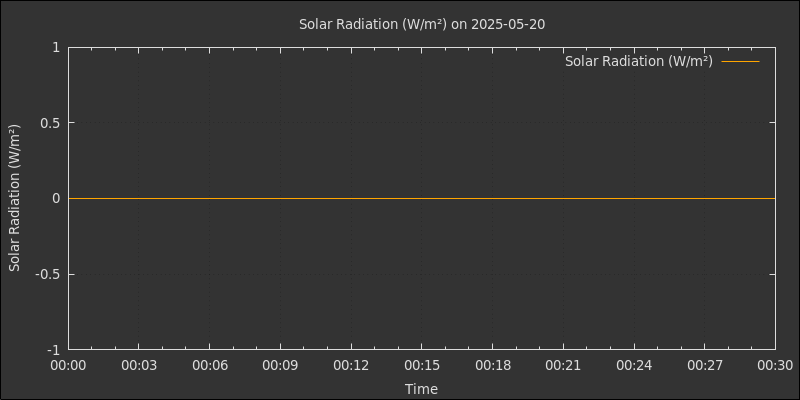 Solar Radiation (W/m²) on 2025-05-20
Solar Radiation (W/m²)
Solar Radiation (W/m²)
1
0.5
0
-0.5
-1
00:00 00:03 00:06 00:09 00:12 00:15 00:18 00:21 00:24 00:27 00:30
Time